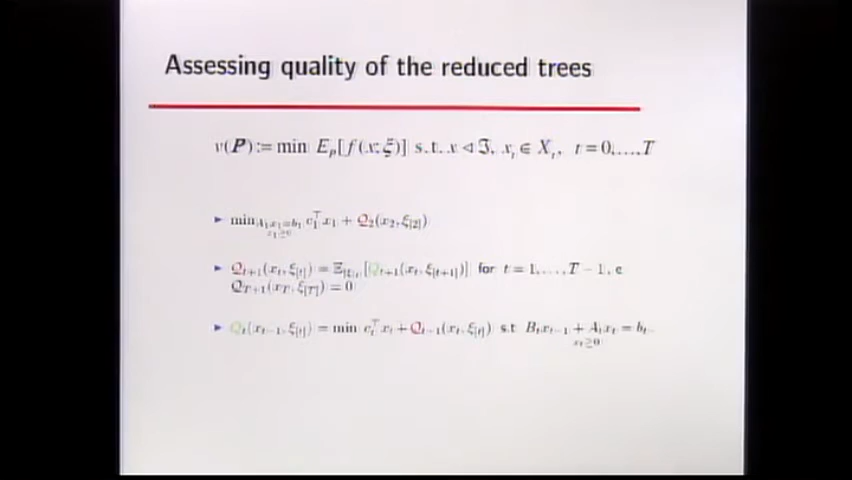 Assessing quality of the reduced trees
v(P) := min E_p[f(x; ξ)] s.t. x ◁ ℑ, x_t ∈ X_t, t = 0,...,T
▶ min_{A_1x_1=b_1, x_1≥0} c_1^⊤ x_1 + Q_2(x_2, ξ_[2])
▶ Q_{t+1}(x_t, ξ_[t]) = 𝔼 [Q_{t+1}(x_t, ξ_[t+1])] for t = 1,...,T − 1, e
Q_{T+1}(x_T, ξ_[T]) = 0
▶ Q_t(x_{t−1}, ξ_[t]) = min c_t^⊤ x_t + Q_{t−1}(x_t, ξ_[t]) s.t B_t x_{t−1} + A_t x_t = b_t
x_t≥0